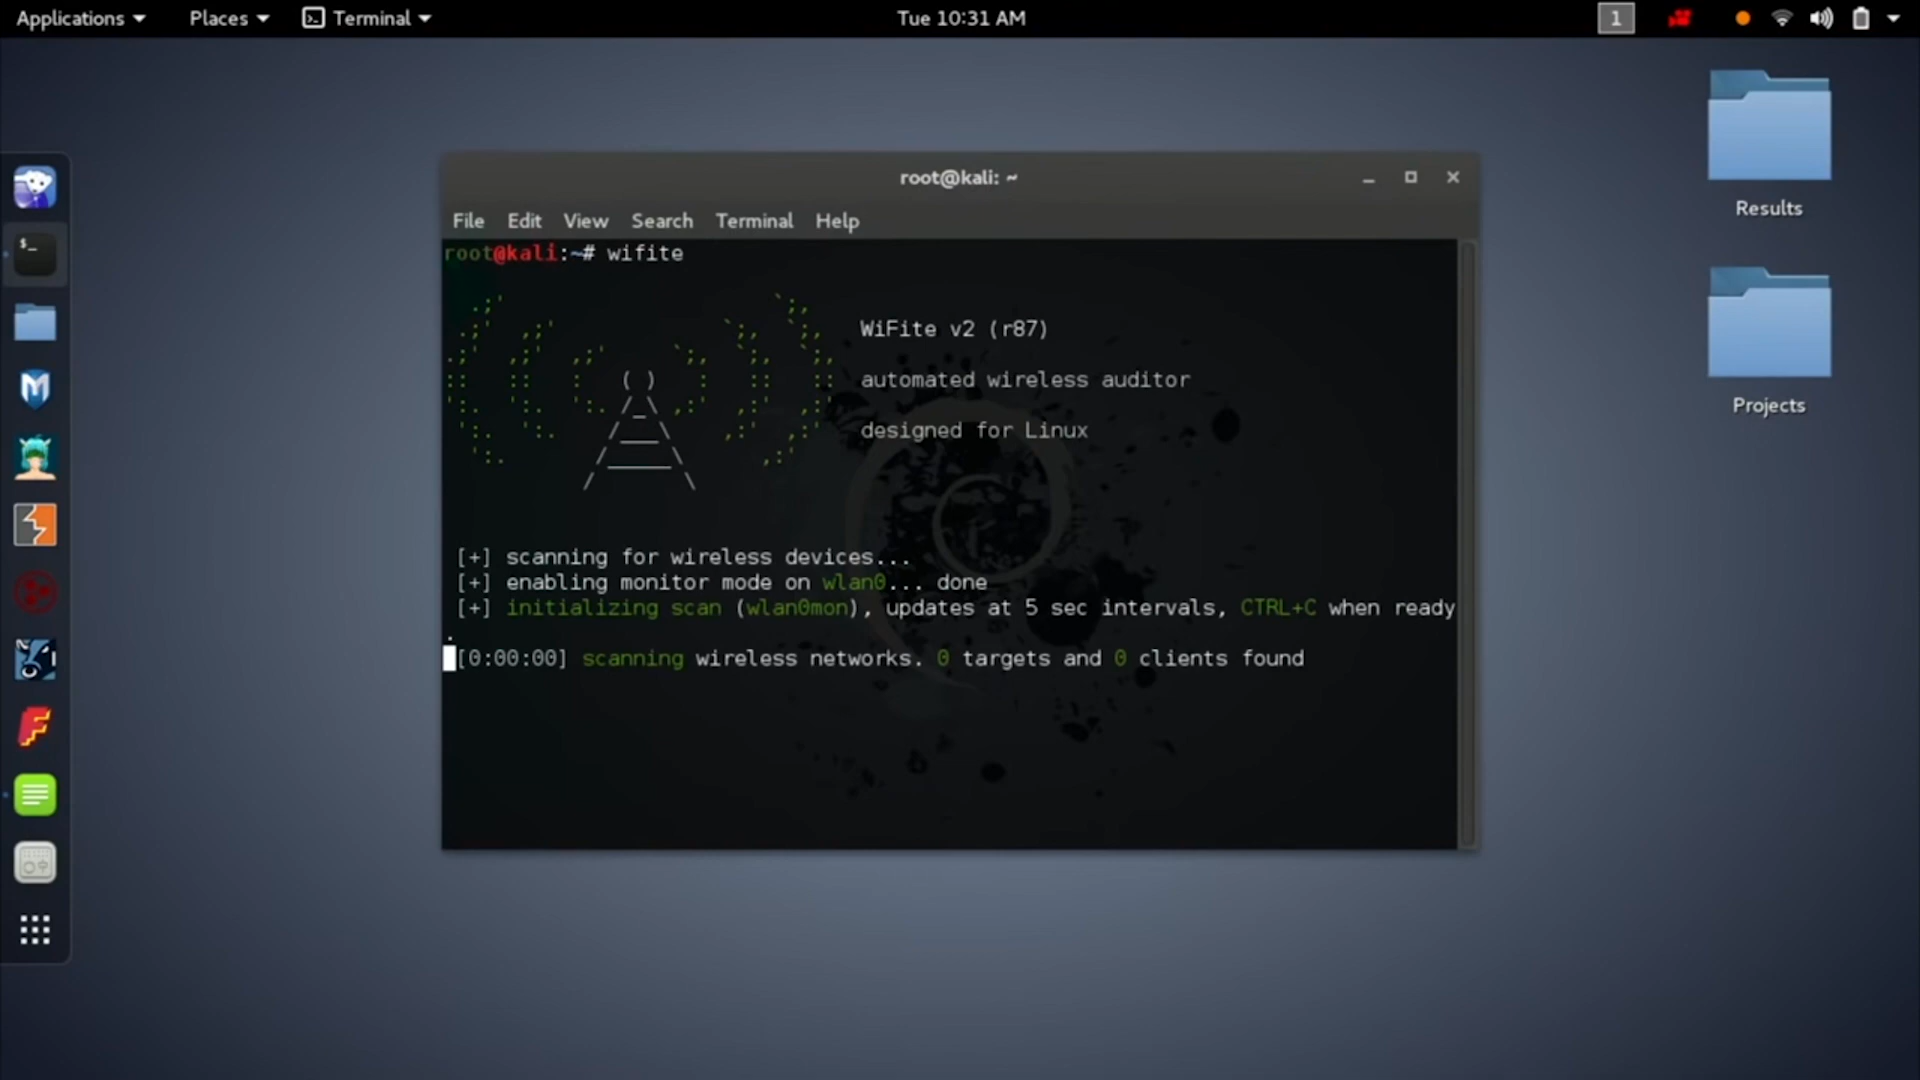 Applications Places Terminal Tue 10:31 AM 1
root@kali: ~
File Edit View Search Terminal Help
root@kali:~# wifite
WiFite v2 (r87)
automated wireless auditor
designed for Linux
[+] scanning for wireless devices...
[+] enabling monitor mode on wlan0... done
[+] initializing scan (wlan0mon), updates at 5 sec intervals, CTRL+C when ready
.
[0:00:00] scanning wireless networks. 0 targets and 0 clients found
Results
Projects